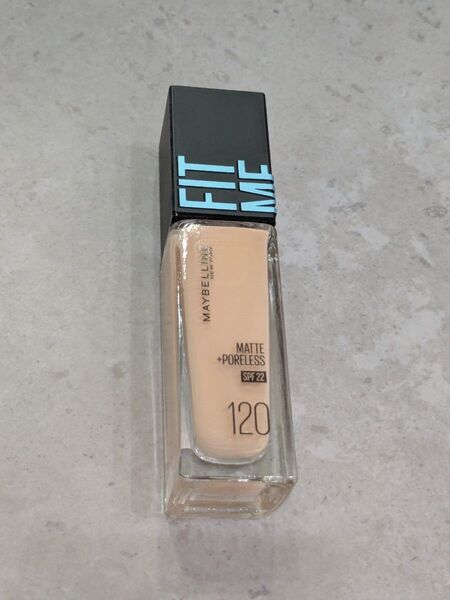 FIT
ME
MAYBELLINE
NEW YORK
MATTE
+PORELESS
SPF 22
120